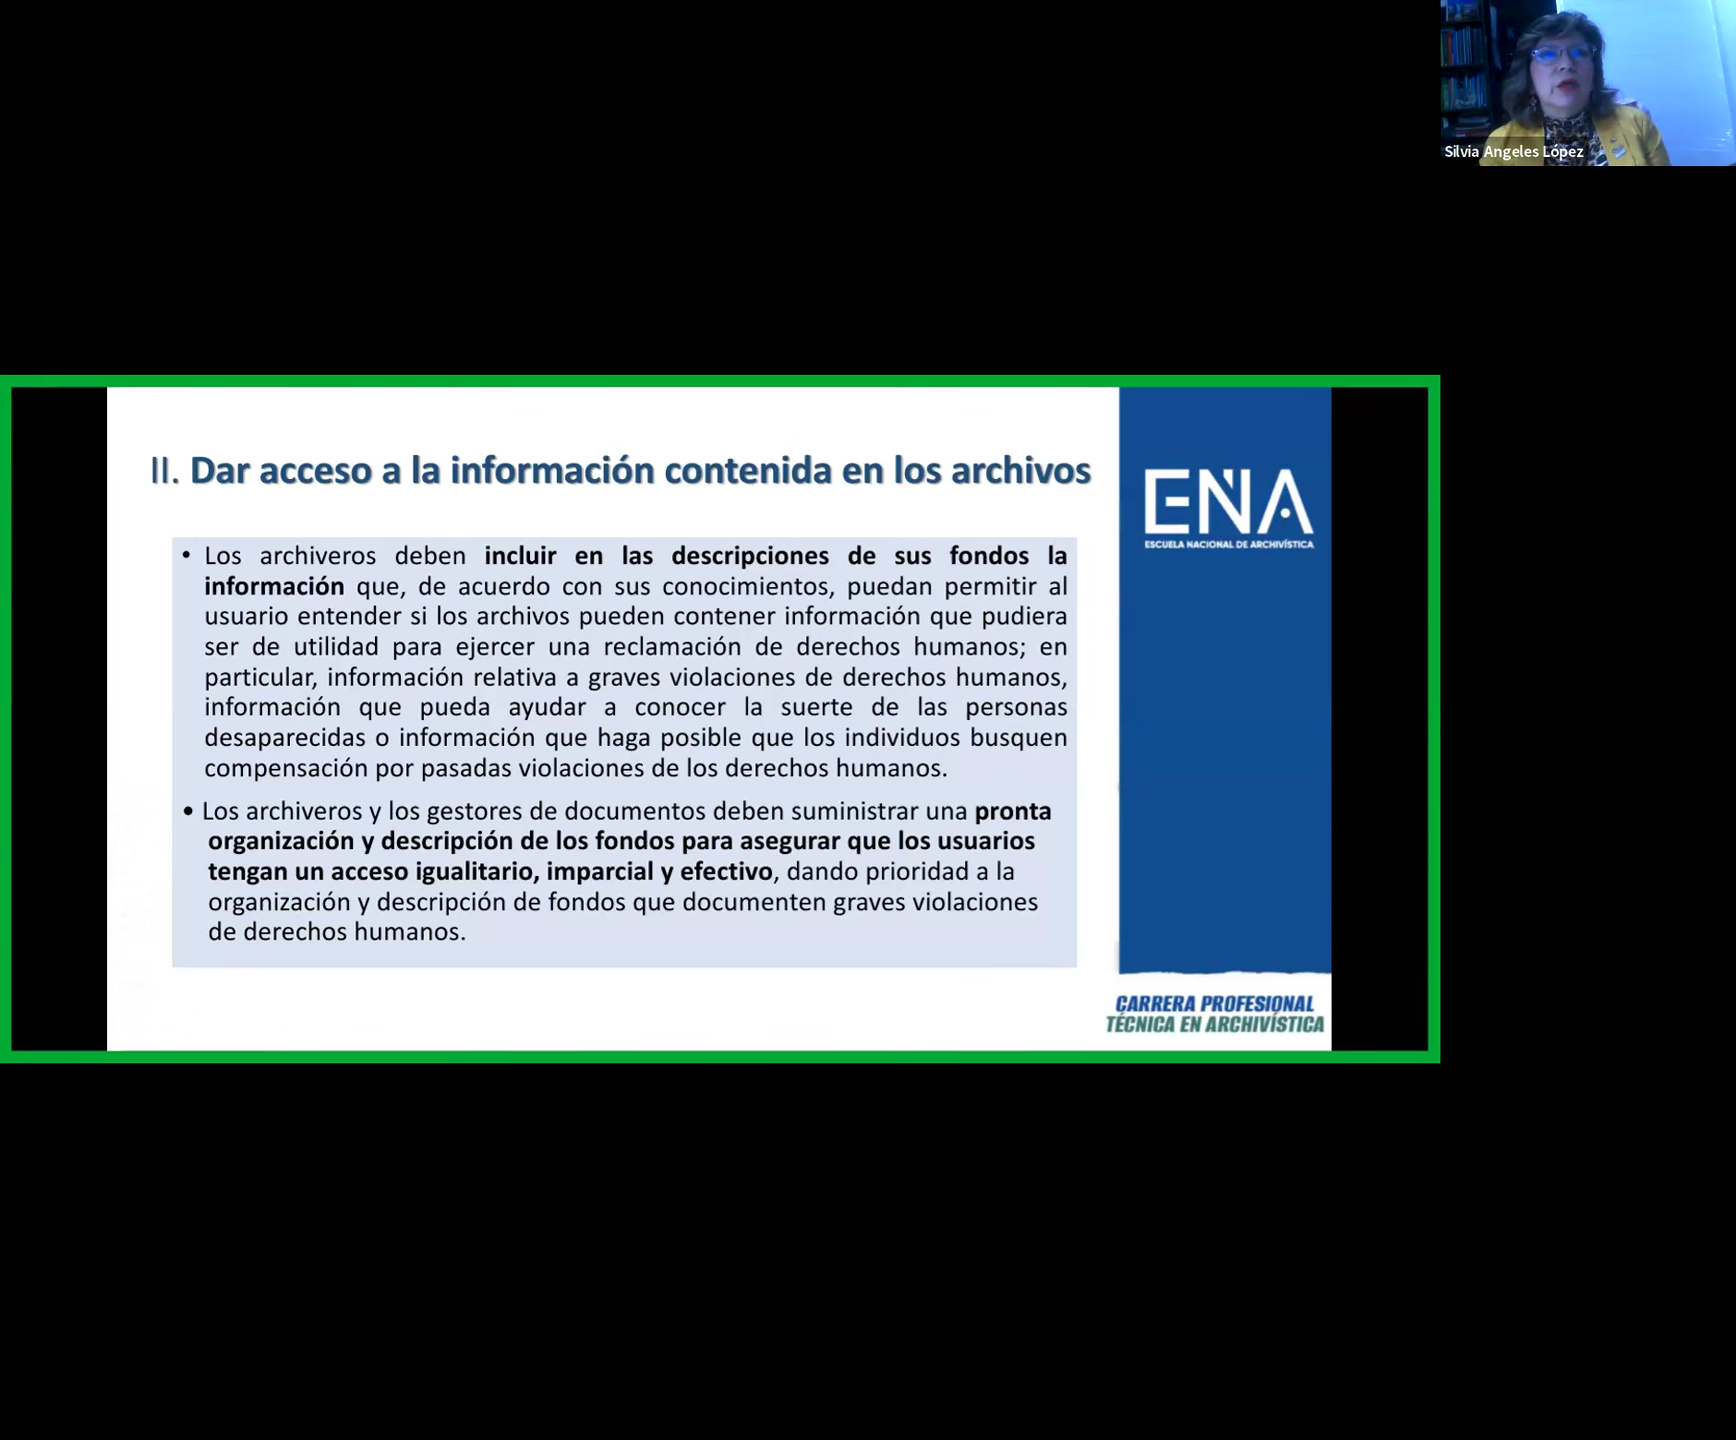 Silvia Angeles López
II. Dar acceso a la información contenida en los archivos
• Los archiveros deben incluir en las descripciones de sus fondos la
información que, de acuerdo con sus conocimientos, puedan permitir al
usuario entender si los archivos pueden contener información que pudiera
ser de utilidad para ejercer una reclamación de derechos humanos; en
particular, información relativa a graves violaciones de derechos humanos,
información que pueda ayudar a conocer la suerte de las personas
desaparecidas o información que haga posible que los individuos busquen
compensación por pasadas violaciones de los derechos humanos.
• Los archiveros y los gestores de documentos deben suministrar una pronta
organización y descripción de los fondos para asegurar que los usuarios
tengan un acceso igualitario, imparcial y efectivo, dando prioridad a la
organización y descripción de fondos que documenten graves violaciones
de derechos humanos.
ENA
ESCUELA NACIONAL DE ARCHIVÍSTICA
CARRERA PROFESIONAL
TÉCNICA EN ARCHIVÍSTICA